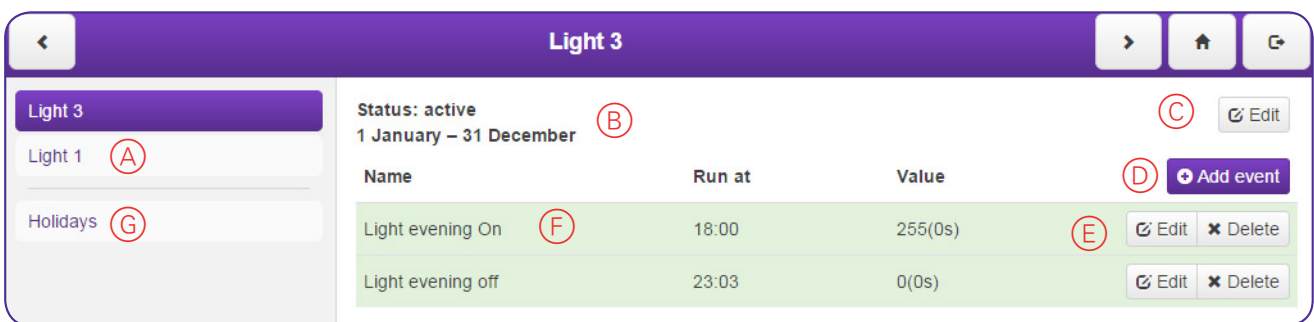 Light 3
Light 3
Light 1 A
Holidays G
Status: active
1 January – 31 December
B
C Edit
D Add event
Name Run at Value
Light evening On F 18:00 255(0s) E Edit Delete
Light evening off 23:03 0(0s) Edit Delete